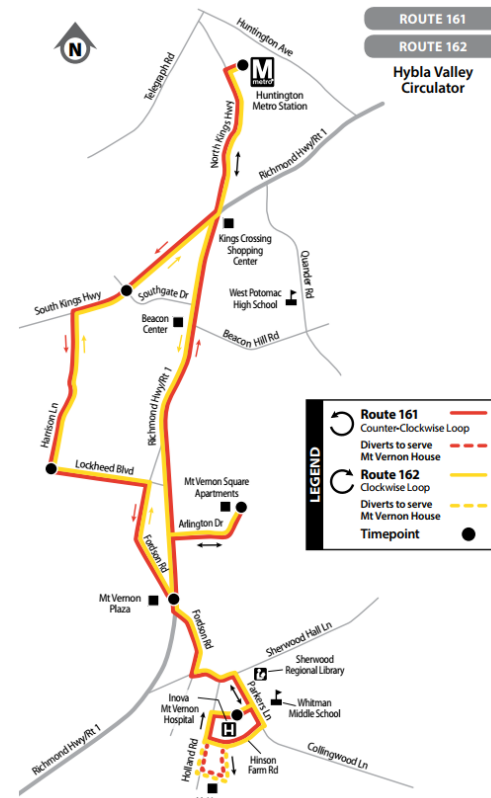 ROUTE 161
ROUTE 162
Hybla Valley
Circulator
N
Huntington Ave
Telegraph Rd
M
metro
Huntington
Metro Station
North Kings Hwy
Richmond Hwy/Rt 1
Kings Crossing
Shopping
Center
Quander Rd
South Kings Hwy
Southgate Dr
West Potomac
High School
Beacon
Center
Beacon Hill Rd
Richmond Hwy/Rt 1
Harrison Ln
Lockheed Blvd
Mt Vernon Square
Apartments
Arlington Dr
Fordson Rd
LEGEND
Route 161
Counter-Clockwise Loop
Diverts to serve
Mt Vernon House
Route 162
Clockwise Loop
Diverts to serve
Mt Vernon House
Timepoint
Mt Vernon
Plaza
Fordson Rd
Sherwood Hall Ln
Sherwood
Regional Library
Parkers Ln
Whitman
Middle School
Inova
Mt Vernon
Hospital
H
Holland Rd
Hinson
Farm Rd
Collingwood Ln
Richmond Hwy/Rt 1